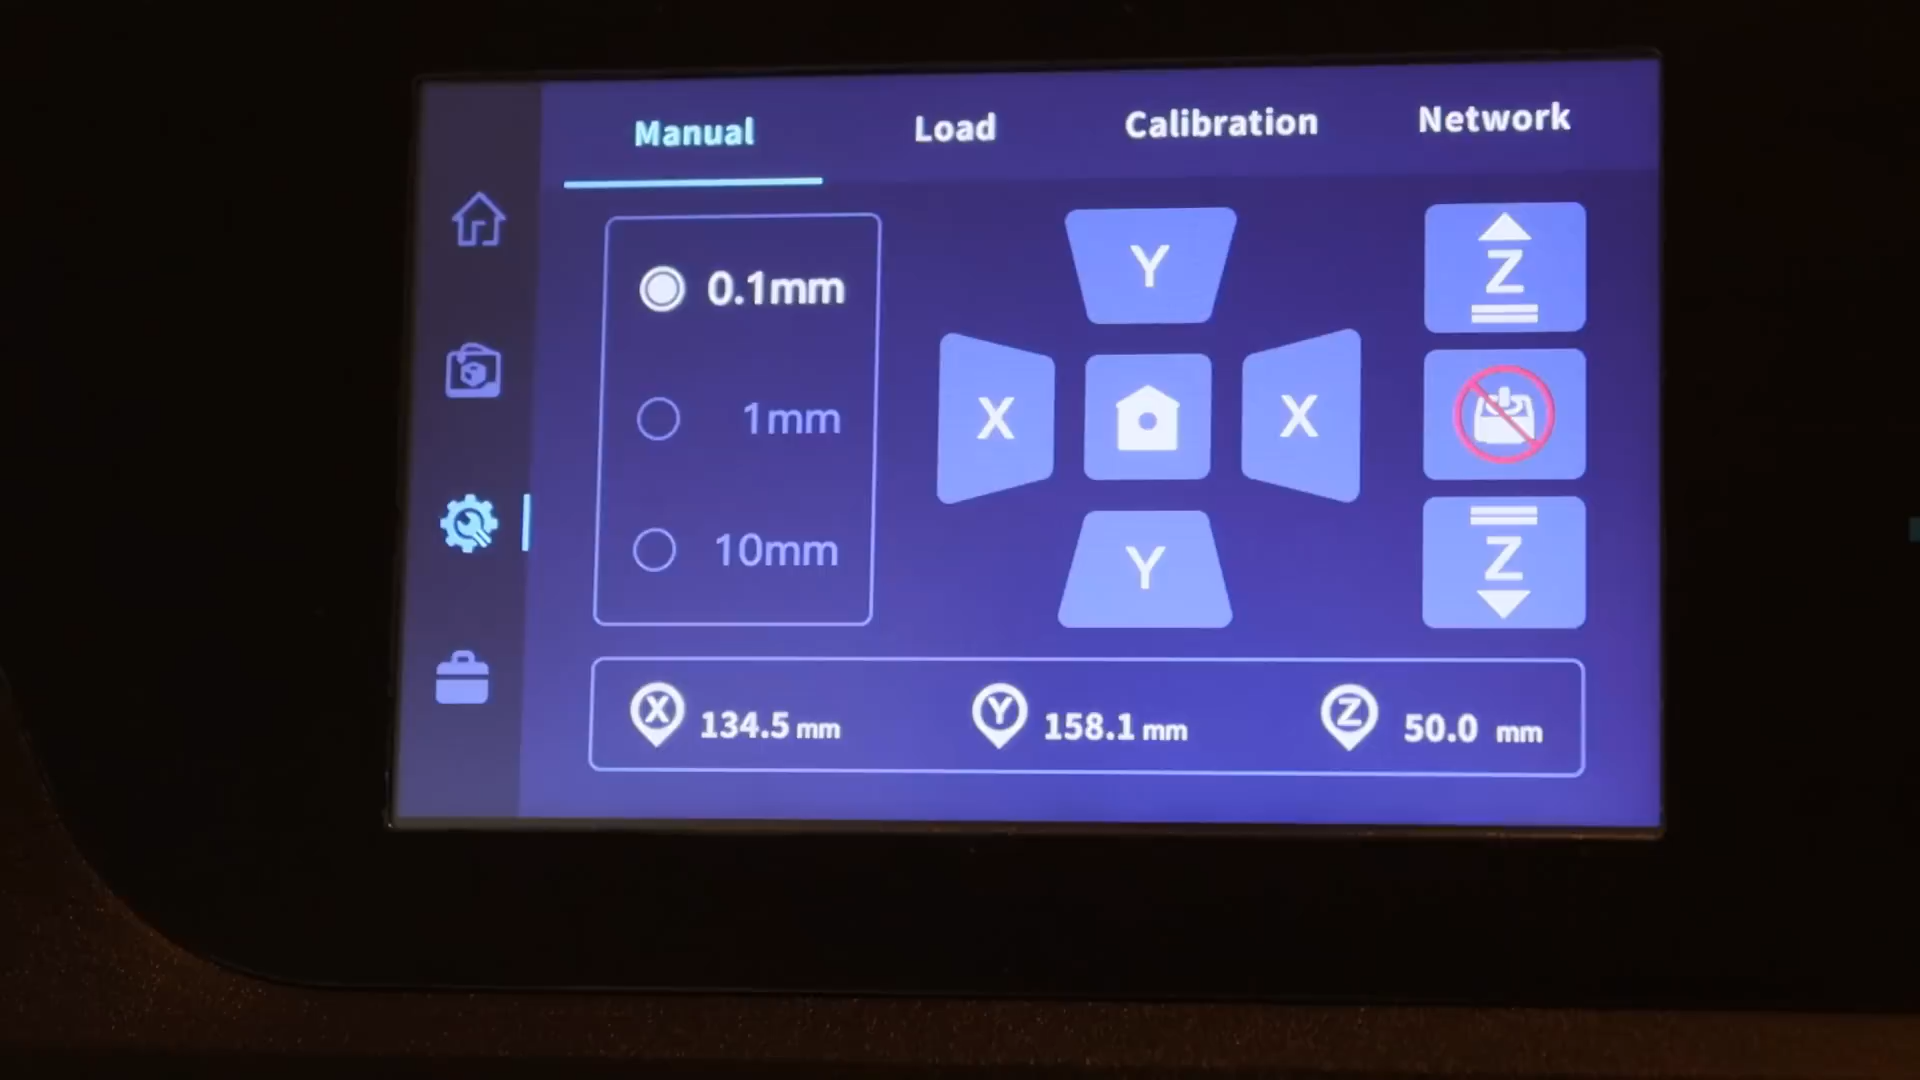 Manual Load Calibration Network
0.1mm
1mm
10mm
Y
X X
Y
Z
Z
X 134.5 mm Y 158.1 mm Z 50.0 mm